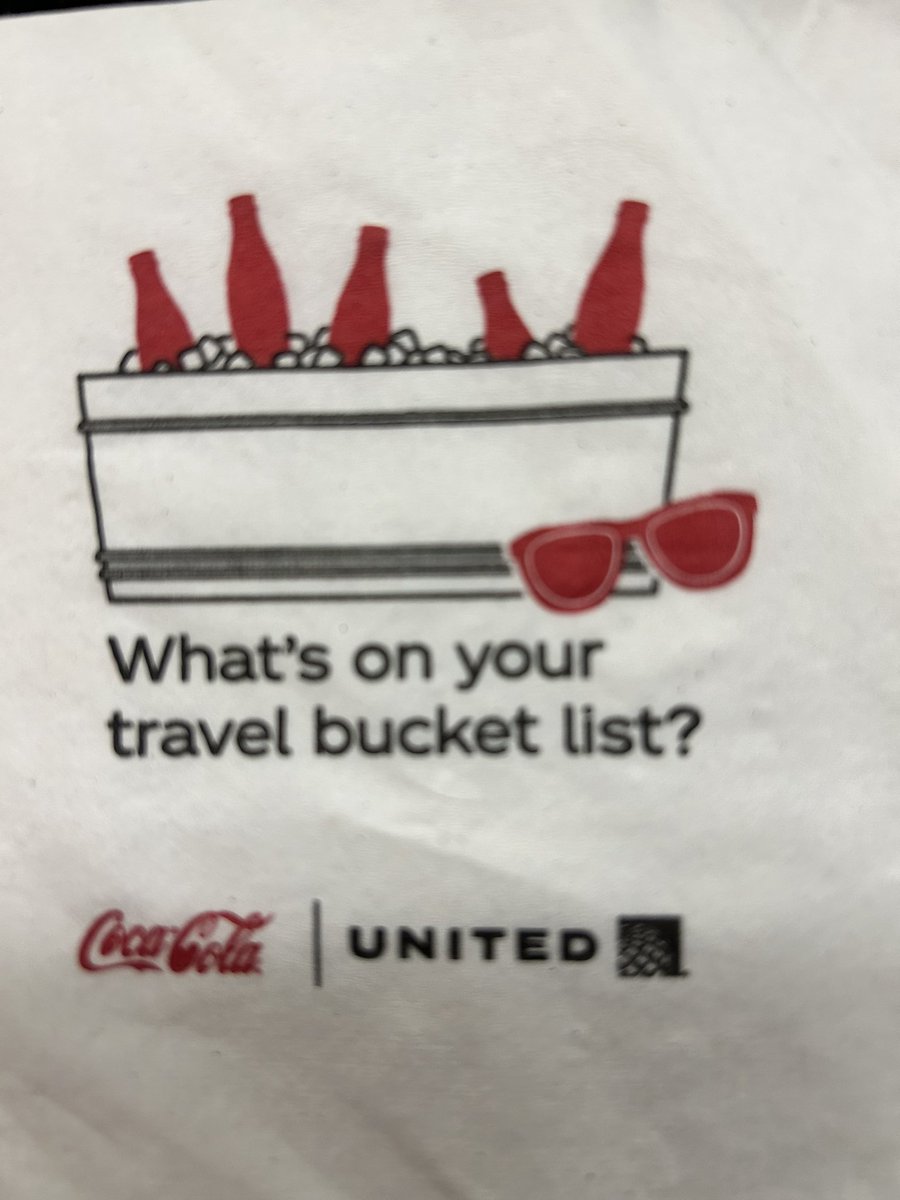 What's on your
travel bucket list?
Coca-Cola | UNITED